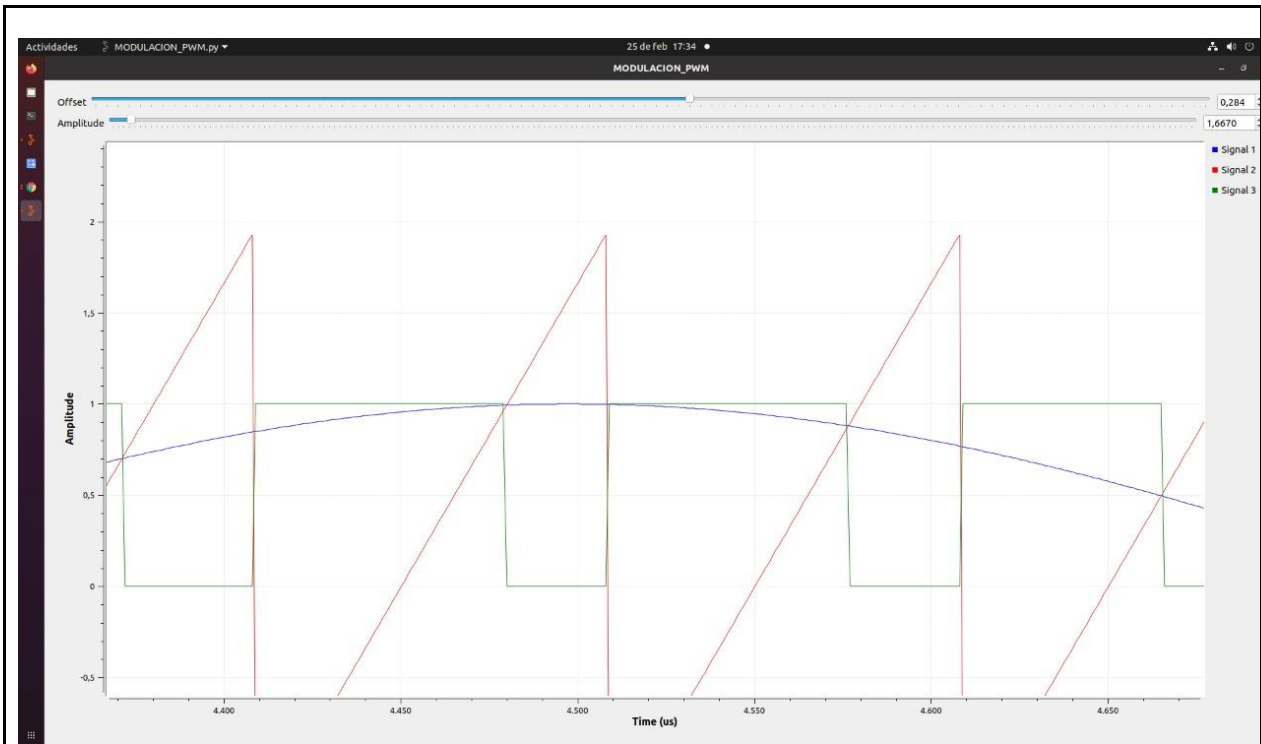 Actividades MODULACION_PWM.py 25 de feb 17:34
MODULACION_PWM
Offset 0,284
Amplitude 1,6670
Signal 1
Signal 2
Signal 3
2
1,5
1
0,5
0
-0,5
Amplitude
4.400 4.450 4.500 4.550 4.600 4.650
Time (us)